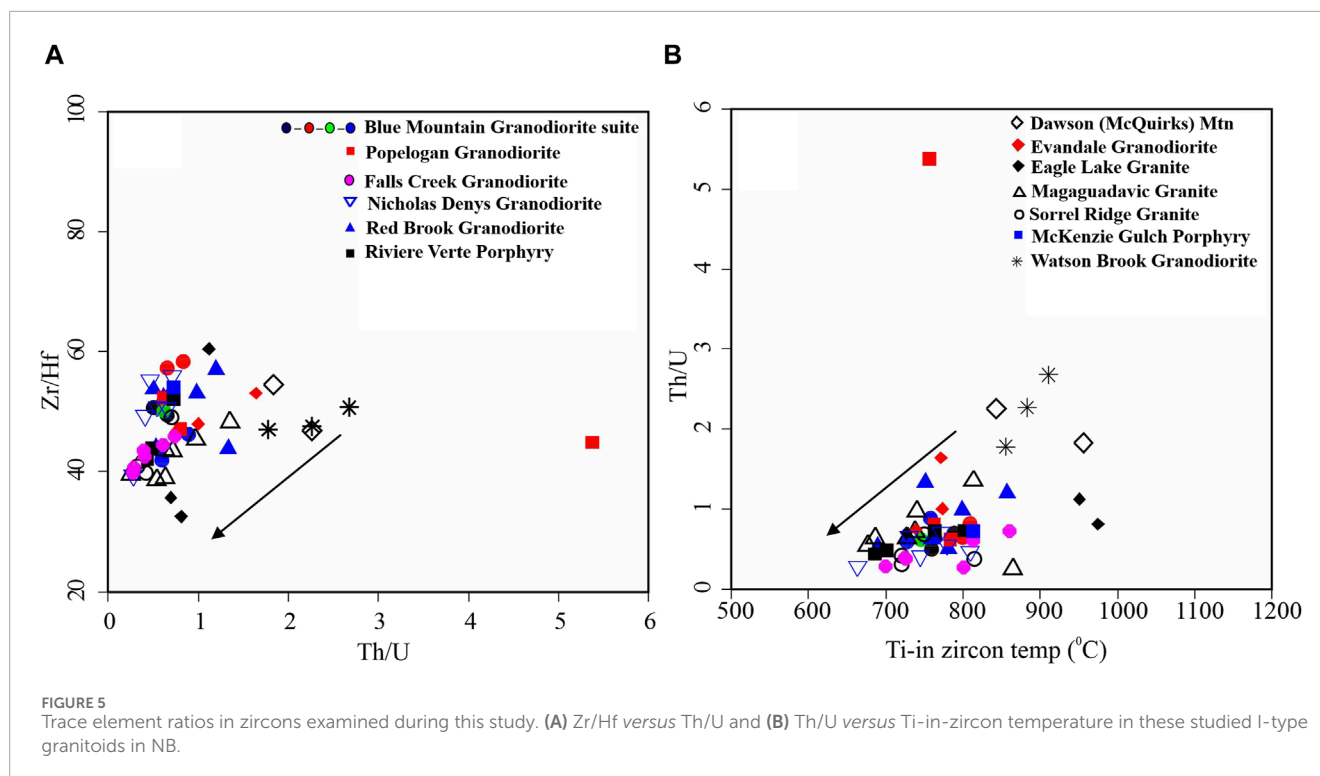 A
B
100
80
60
40
20
Zr/Hf
0
1
2
3
4
5
6
Th/U
Blue Mountain Granodiorite suite
Popelogan Granodiorite
Falls Creek Granodiorite
Nicholas Denys Granodiorite
Red Brook Granodiorite
Riviere Verte Porphyry
6
5
4
3
2
1
0
Th/U
500
600
700
800
900
1000
1100
1200
Ti-in zircon temp (⁰C)
Dawson (McQuirks) Mtn
Evandale Granodiorite
Eagle Lake Granite
Magaguadavic Granite
Sorrel Ridge Granite
McKenzie Gulch Porphyry
Watson Brook Granodiorite
FIGURE 5
Trace element ratios in zircons examined during this study. (A) Zr/Hf versus Th/U and (B) Th/U versus Ti-in-zircon temperature in these studied I-type
granitoids in NB.